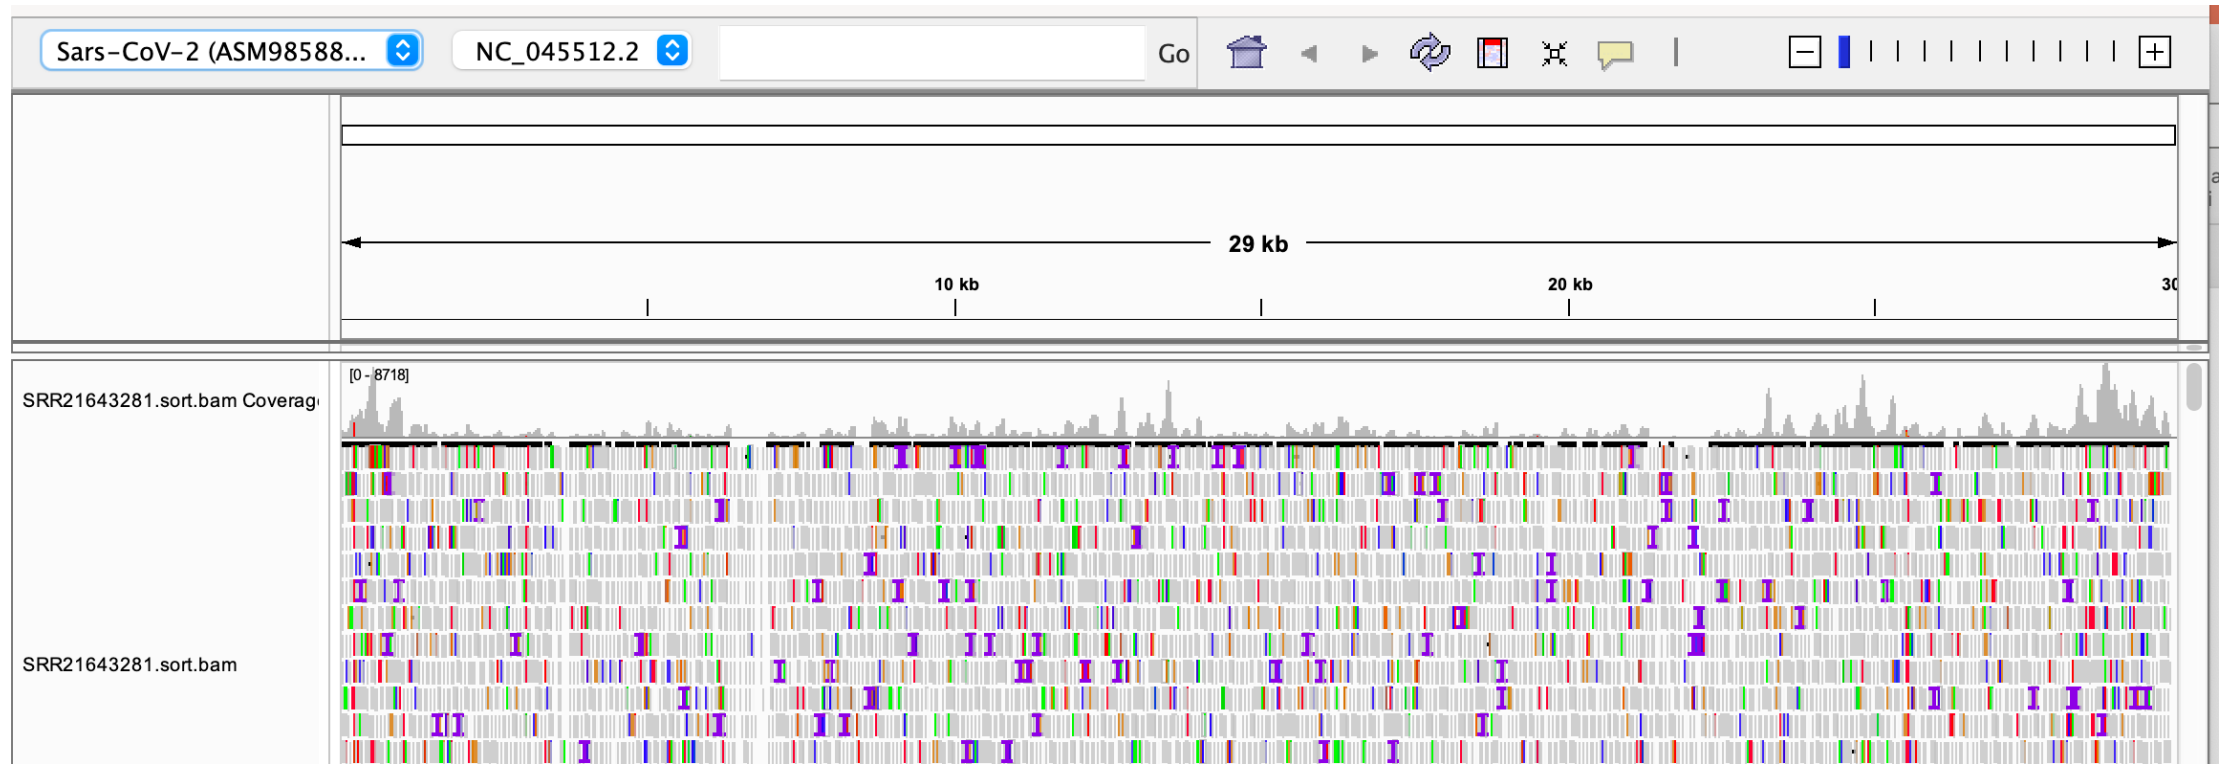 Sars-CoV-2 (ASM98588... NC_045512.2 Go
29 kb
10 kb 20 kb 30
[0 - 8718]
SRR21643281.sort.bam Coverag
SRR21643281.sort.bam